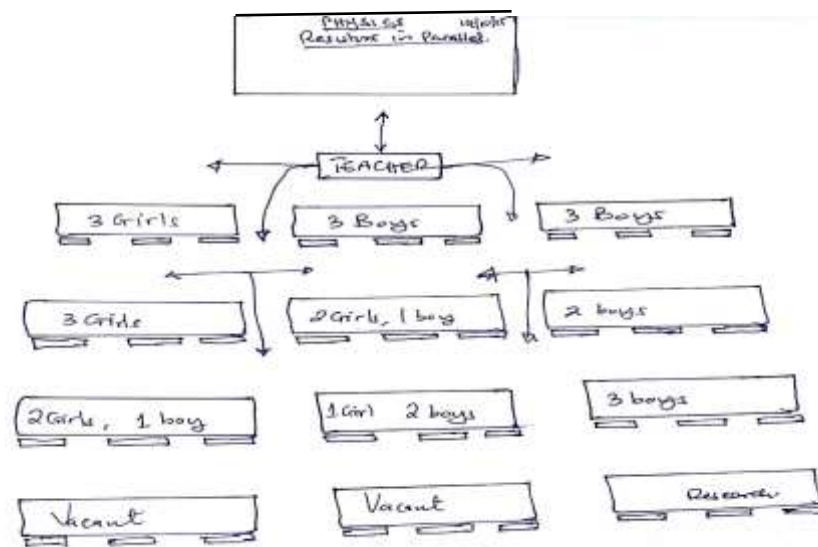 PHYSICS
Resistors in Parallel.
TEACHER
3 Girls
3 Boys
3 Boys
3 Girls
2 Girls, 1 boy
2 boys
2 Girls, 1 boy
1 Girl 2 boys
3 boys
Vacant
Vacant